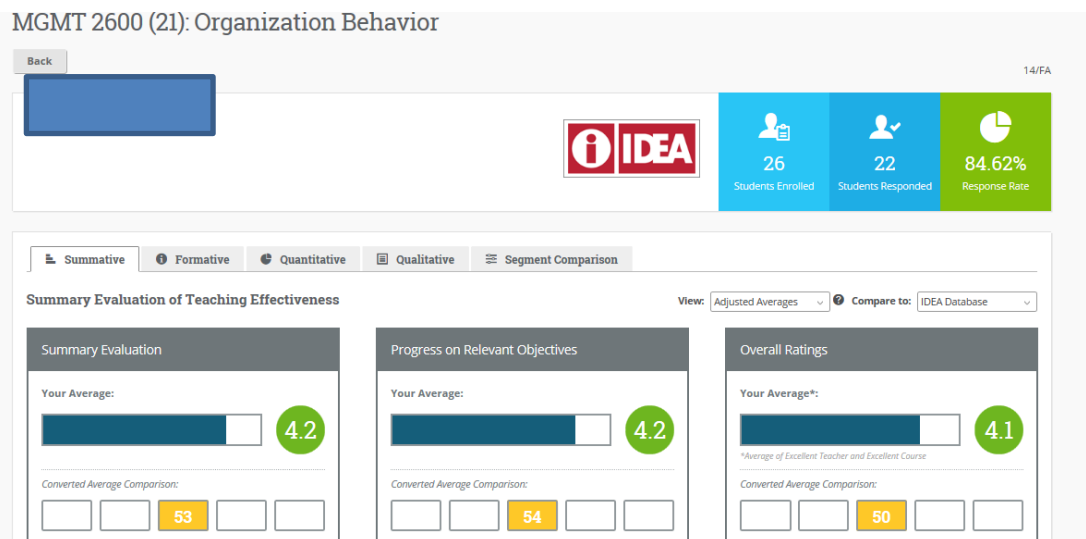 MGMT 2600 (21): Organization Behavior
Back
14/FA
i IDEA
26
Students Enrolled
22
Students Responded
84.62%
Response Rate
Summative
Formative
Quantitative
Qualitative
Segment Comparison
Summary Evaluation of Teaching Effectiveness
View: Adjusted Averages ? Compare to: IDEA Database
Summary Evaluation
Your Average:
4.2
Converted Average Comparison:
53
Progress on Relevant Objectives
Your Average:
4.2
Converted Average Comparison:
54
Overall Ratings
Your Average*:
4.1
*Average of Excellent Teacher and Excellent Course
Converted Average Comparison:
50